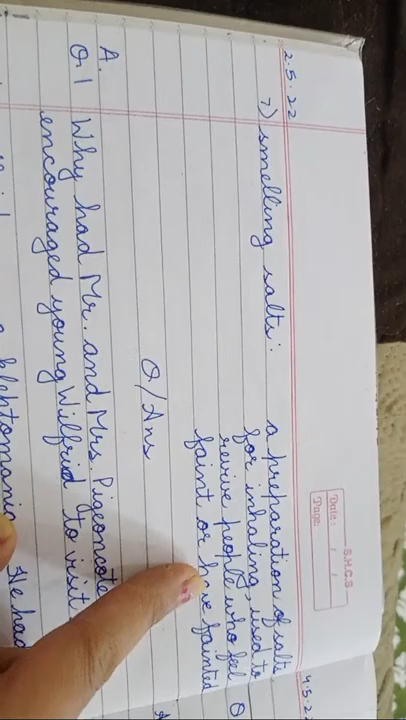 S.H.G.S
Date: / /
Page:
2.5.22
7) smelling salts: a preparation of salts
for inhaling, used to
revive people who feel
faint or have fainted
Q/Ans
A.
Q.1 Why had Mr. and Mrs. Pigeoncote
encouraged young Wilfrid to visit
kleptomania He had
4.5.2